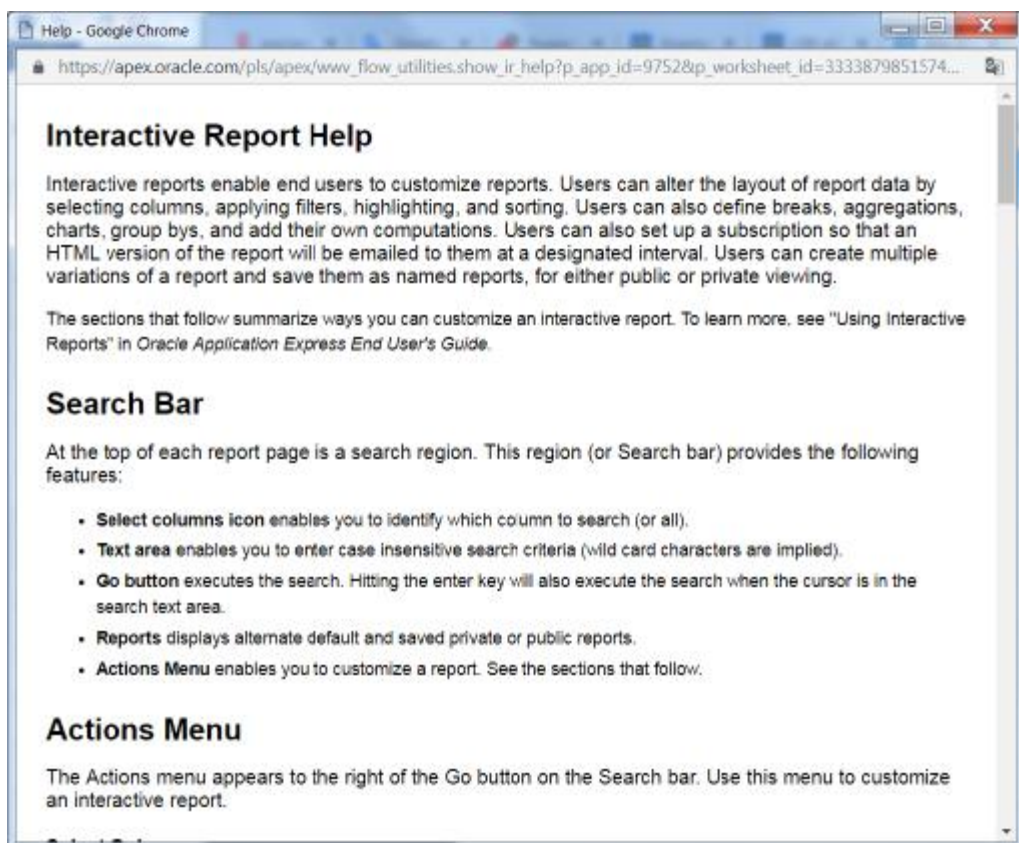 Help - Google Chrome
https://apex.oracle.com/pls/apex/wwv_flow_utilities.show_ir_help?p_app_id=9752&p_worksheet_id=3333879851574...
Interactive Report Help
Interactive reports enable end users to customize reports. Users can alter the layout of report data by
selecting columns, applying filters, highlighting, and sorting. Users can also define breaks, aggregations,
charts, group bys, and add their own computations. Users can also set up a subscription so that an
HTML version of the report will be emailed to them at a designated interval. Users can create multiple
variations of a report and save them as named reports, for either public or private viewing.
The sections that follow summarize ways you can customize an interactive report. To learn more, see "Using Interactive
Reports" in Oracle Application Express End User's Guide.
Search Bar
At the top of each report page is a search region. This region (or Search bar) provides the following
features:
• Select columns icon enables you to identify which column to search (or all).
• Text area enables you to enter case insensitive search criteria (wild card characters are implied).
• Go button executes the search. Hitting the enter key will also execute the search when the cursor is in the
search text area.
• Reports displays alternate default and saved private or public reports.
• Actions Menu enables you to customize a report. See the sections that follow.
Actions Menu
The Actions menu appears to the right of the Go button on the Search bar. Use this menu to customize
an interactive report.